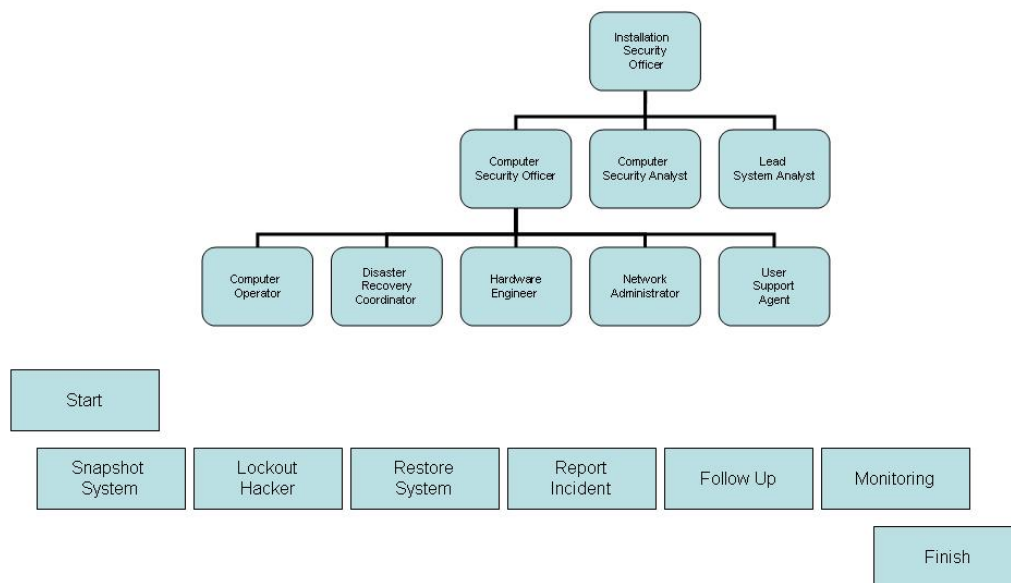 Installation
Security
Officer
Computer
Security Officer
Computer
Security Analyst
Lead
System Analyst
Computer
Operator
Disaster
Recovery
Coordinator
Hardware
Engineer
Network
Administrator
User
Support
Agent
Start
Snapshot
System
Lockout
Hacker
Restore
System
Report
Incident
Follow Up
Monitoring
Finish